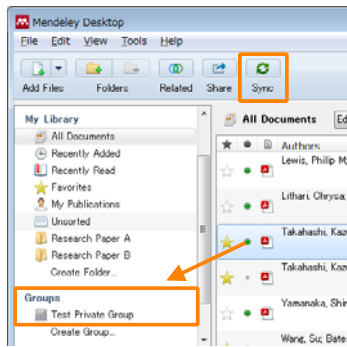 Mendeley Desktop
File Edit View Tools Help
Add Files Folders Related Share Sync
My Library
All Documents
Recently Added
Recently Read
Favorites
My Publications
Unsorted
Research Paper A
Research Paper B
Create Folder...
Groups
Test Private Group
Create Group...
All Documents Ed
Authors
Lewis, Philip M
Lithari, Chrysa;
Takahashi, Kaz
Takahashi, Kaz
Yamanaka, Shin
Wang, Su; Bates